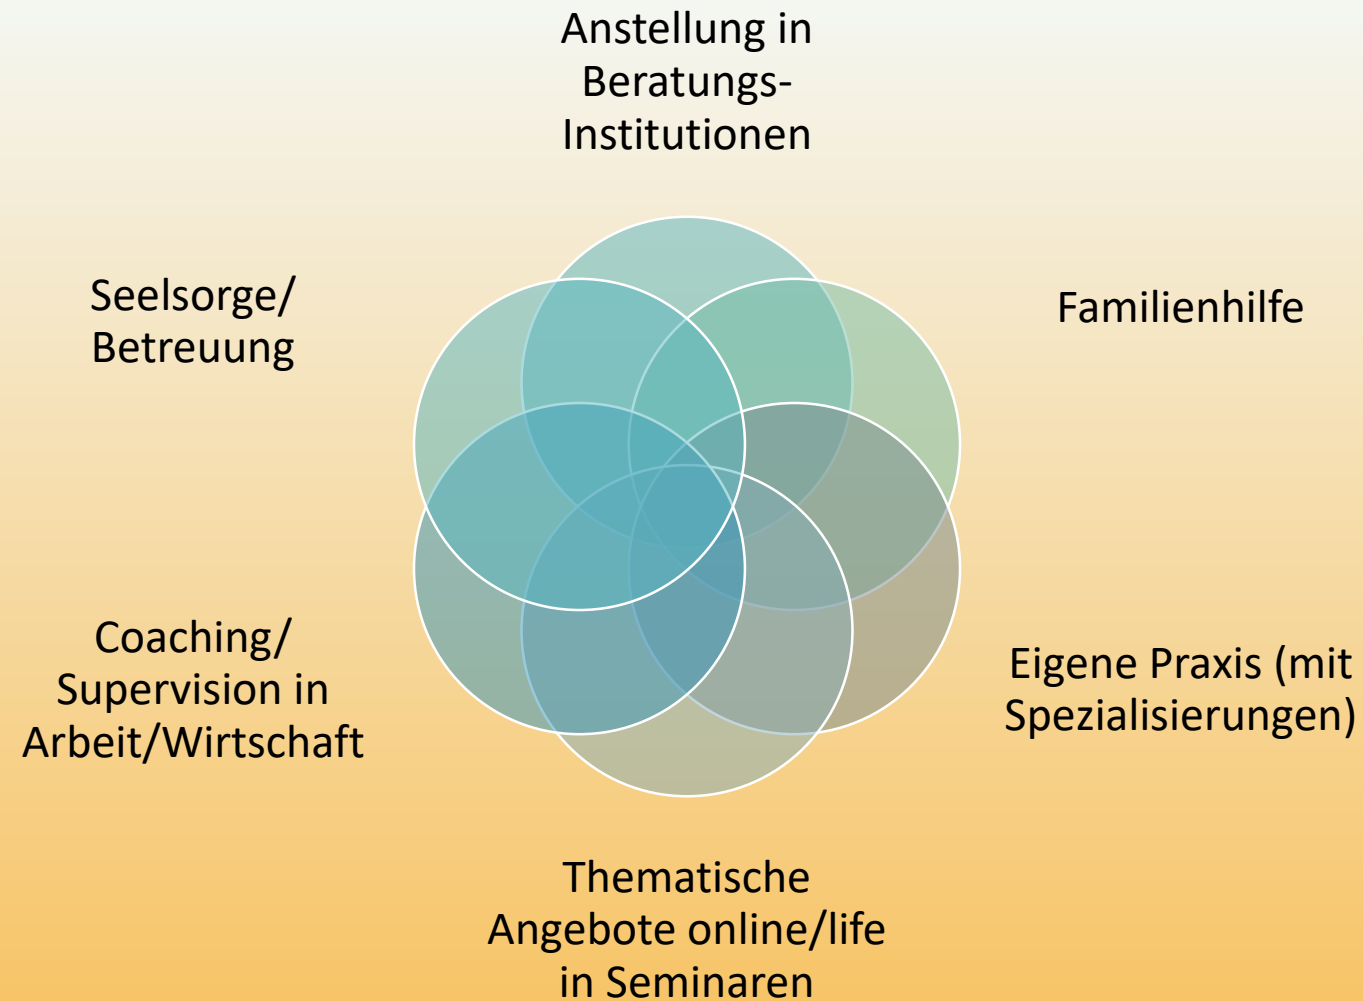 Anstellung in
Beratungs-
Institutionen
Seelsorge/
Betreuung
Familienhilfe
Coaching/
Supervision in
Arbeit/Wirtschaft
Eigene Praxis (mit
Spezialisierungen)
Thematische
Angebote online/life
in Seminaren